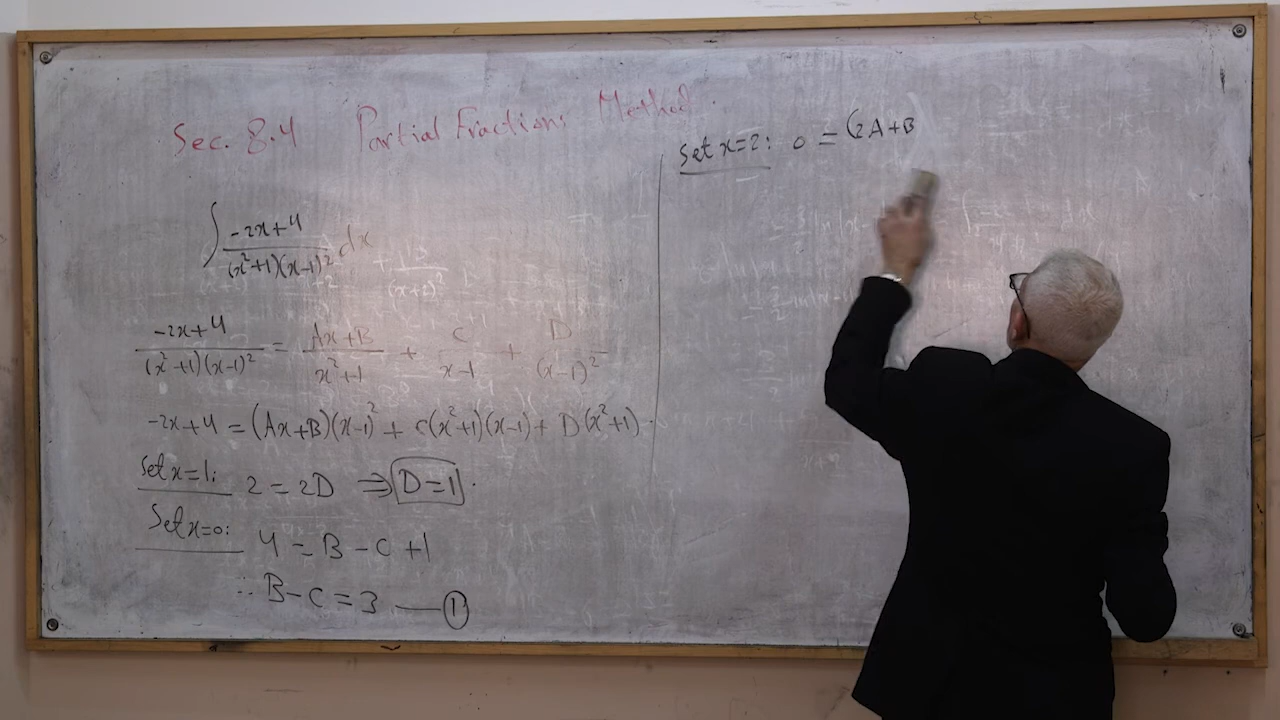 Sec. 8.4 Partial Fractions Method.
∫ (-2x+4)/((x²+1)(x-1)²) dx
(-2x+4)/((x²+1)(x-1)²) = (Ax+B)/(x²+1) + C/(x-1) + D/(x-1)²
-2x+4 = (Ax+B)(x-1)² + C(x²+1)(x-1) + D(x²+1).
Set x=1: 2 = 2D ⇒ D=1.
Set x=0: 4 = B - C + 1
∴ B - C = 3 — ①
Set x=2: 0 = (2A+B